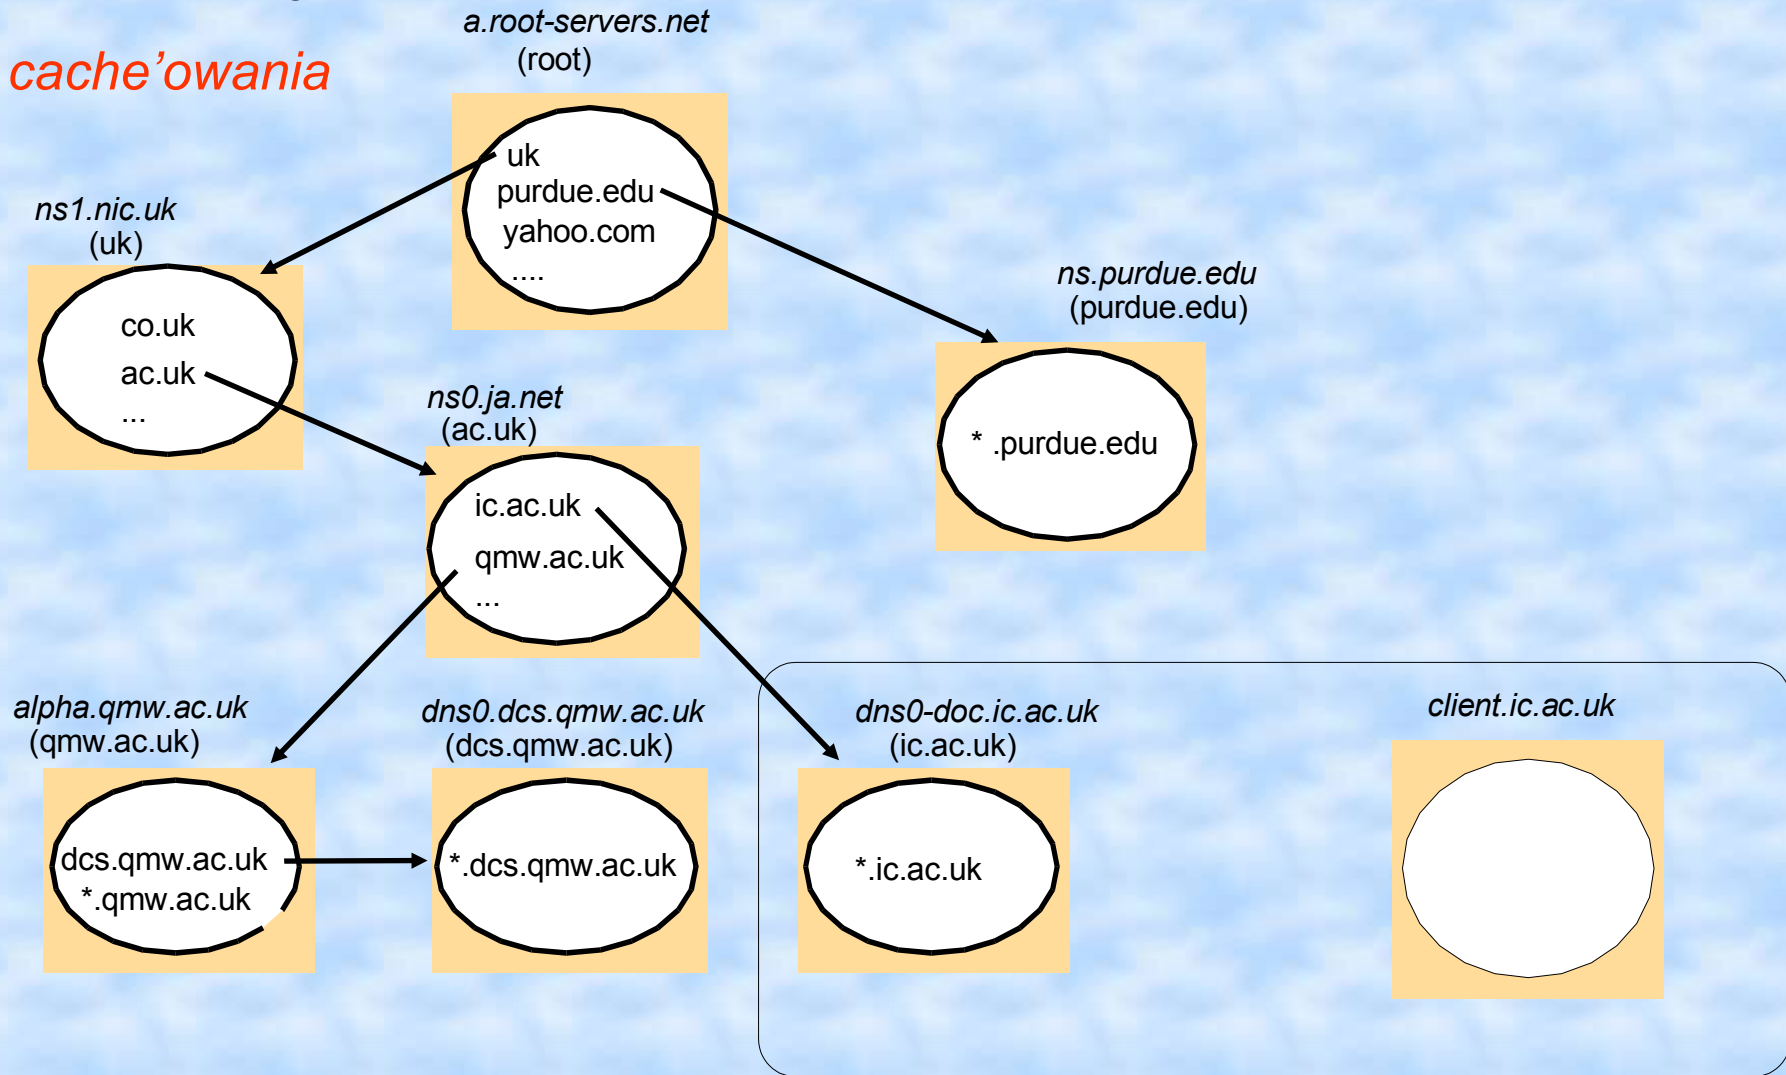 a.root-servers.net
(root)
cache’owania
uk
purdue.edu
yahoo.com
....
ns1.nic.uk
(uk)
co.uk
ac.uk
...
ns.purdue.edu
(purdue.edu)
* .purdue.edu
ns0.ja.net
(ac.uk)
ic.ac.uk
qmw.ac.uk
...
alpha.qmw.ac.uk
(qmw.ac.uk)
dcs.qmw.ac.uk
*.qmw.ac.uk
dns0.dcs.qmw.ac.uk
(dcs.qmw.ac.uk)
*.dcs.qmw.ac.uk
dns0-doc.ic.ac.uk
(ic.ac.uk)
*.ic.ac.uk
client.ic.ac.uk